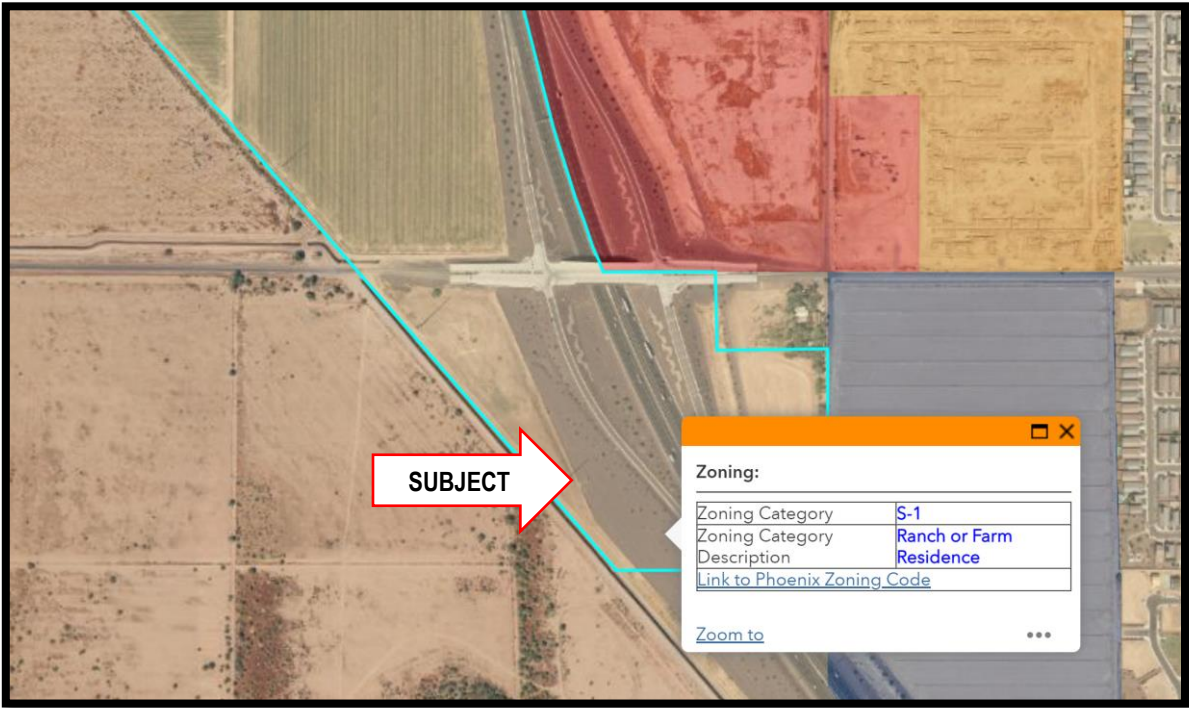 SUBJECT
Zoning:
Zoning Category S-1
Zoning Category Ranch or Farm
Description Residence
Link to Phoenix Zoning Code
Zoom to